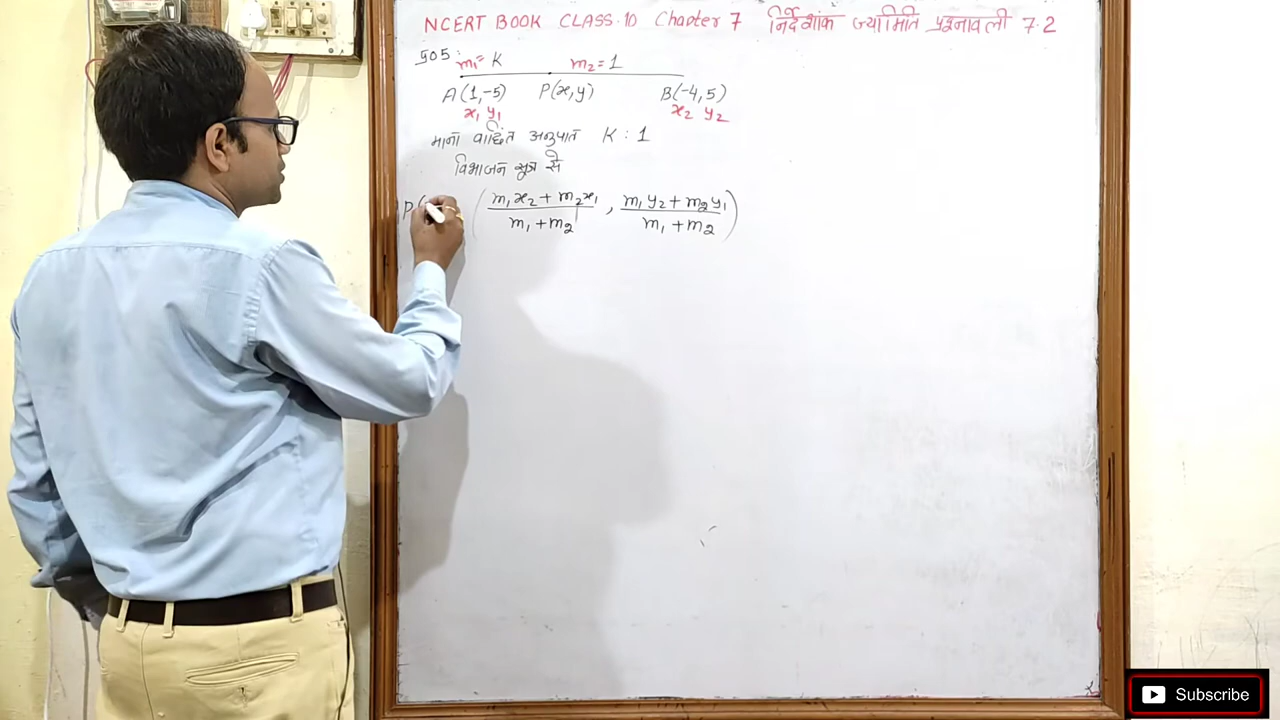 NCERT BOOK CLASS-10 Chapter 7 निर्देशांक ज्यामिति प्रश्नावली 7.2
प्र05:
m₁= K m₂=1
A(1,-5) P(x,y) B(-4,5)
x₁ y₁ x₂ y₂
माना वांछित अनुपात K : 1
विभाजन सूत्र से
P( (m₁x₂+m₂x₁/m₁+m₂, m₁y₂+m₂y₁/m₁+m₂)
Subscribe